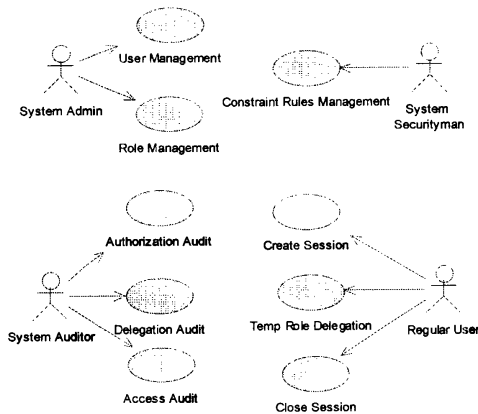 User Management
System Admin
Constraint Rules Management
System
Securityman
Role Management
Authorization Audit
Create Session
System Auditor
Delegation Audit
Temp Role Delegation
Regular User
Access Audit
Close Session